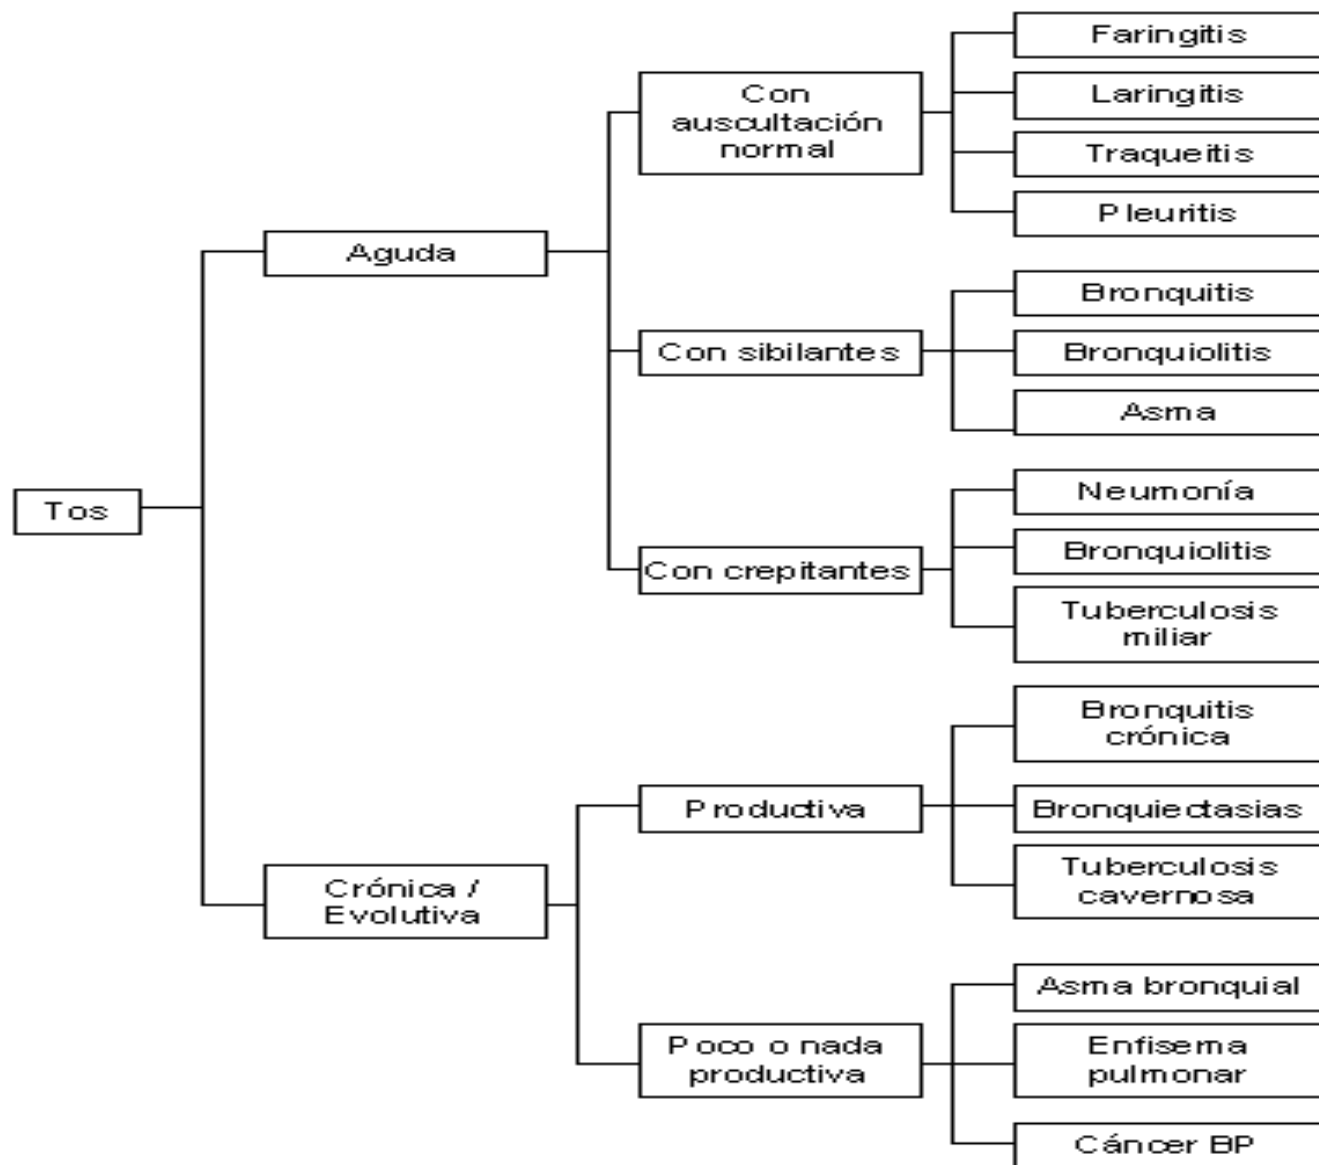 Tos
Aguda
Con
auscultación
normal
Faringitis
Laringitis
Traqueitis
Pleuritis
Con sibilantes
Bronquitis
Bronquiolitis
Asma
Con crepitantes
Neumonía
Bronquiolitis
Tuberculosis
miliar
Crónica /
Evolutiva
Productiva
Bronquitis
crónica
Bronquiectasias
Tuberculosis
cavernosa
Poco o nada
productiva
Asma bronquial
Enfisema
pulmonar
Cáncer BP